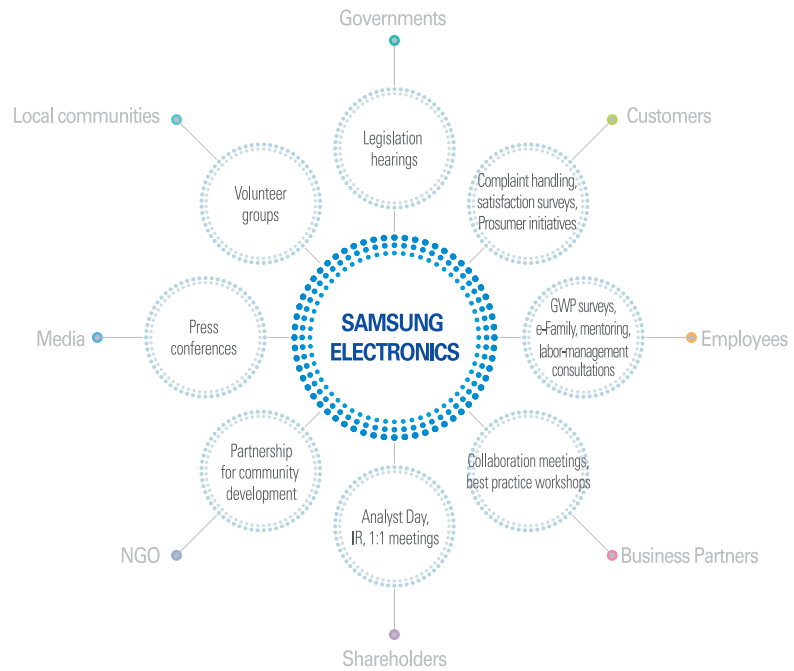 Governments
Local communities
Customers
Legislation
hearings
Volunteer
groups
Complaint handling,
satisfaction surveys,
Prosumer initiatives
Media
Press
conferences
SAMSUNG
ELECTRONICS
GWP surveys,
e-Family, mentoring,
labor-management
consultations
Employees
Partnership
for community
development
Collaboration meetings,
best practice workshops
Analyst Day,
IR, 1:1 meetings
NGO
Business Partners
Shareholders